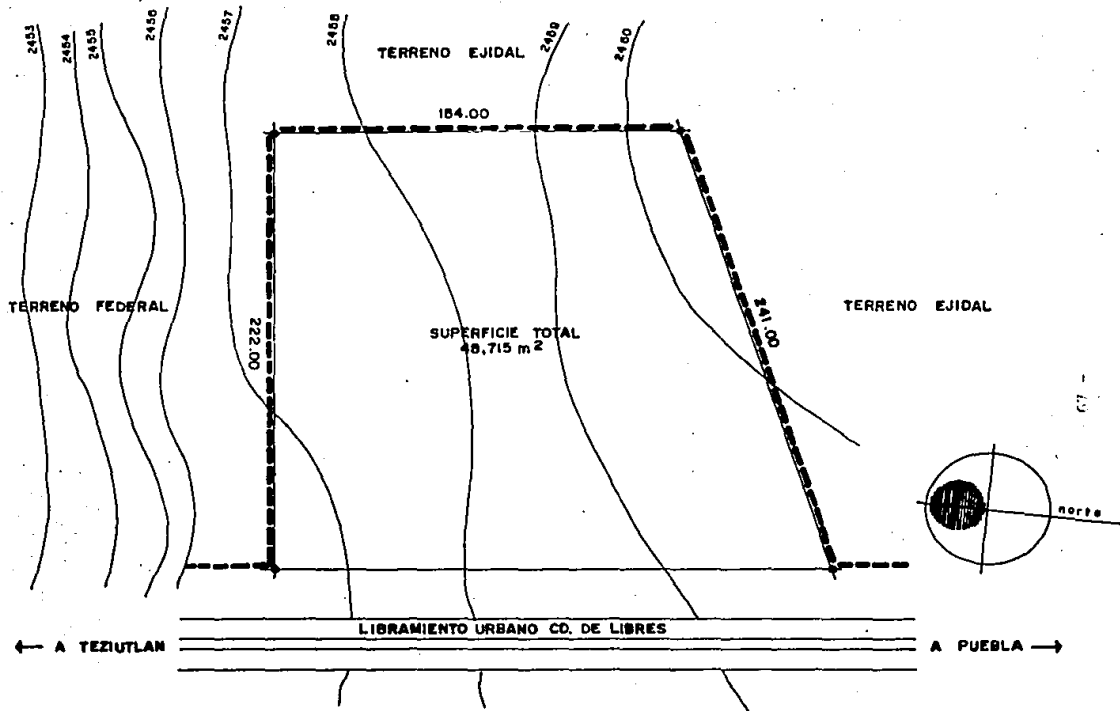 2453
2454
2455
2456
2457
2458
2459
2460
TERRENO EJIDAL
184.00
TERRENO FEDERAL
222.00
SUPERFICIE TOTAL
48,715 m²
241.00
TERRENO EJIDAL
norte
LIBRAMIENTO URBANO CD. DE LIBRES
← A TEZIUTLAN
A PUEBLA →